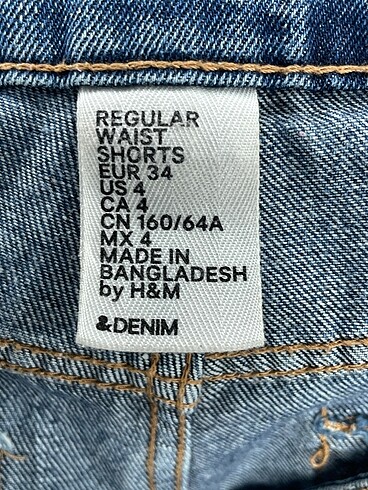 REGULAR
WAIST
SHORTS
EUR 34
US 4
CA 4
CN 160/64A
MX 4
MADE IN
BANGLADESH
by H&M
&DENIM